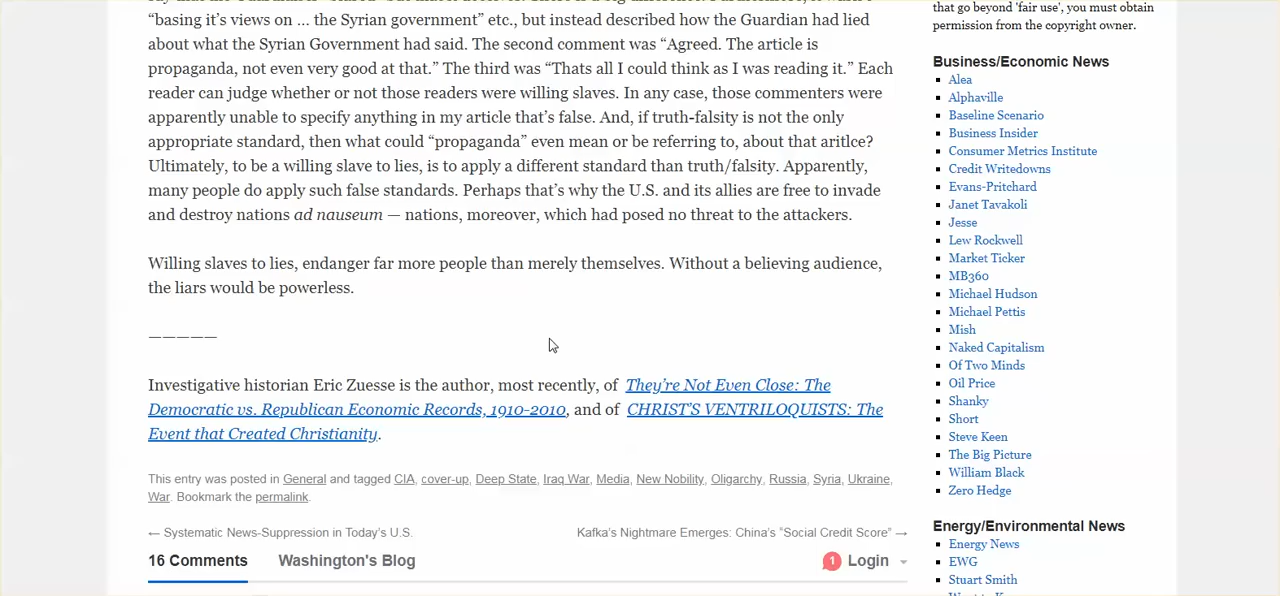 "basing it's views on … the Syrian government" etc., but instead described how the Guardian had lied
about what the Syrian Government had said. The second comment was "Agreed. The article is
propaganda, not even very good at that." The third was "Thats all I could think as I was reading it." Each
reader can judge whether or not those readers were willing slaves. In any case, those commenters were
apparently unable to specify anything in my article that's false. And, if truth-falsity is not the only
appropriate standard, then what could "propaganda" even mean or be referring to, about that aritlce?
Ultimately, to be a willing slave to lies, is to apply a different standard than truth/falsity. Apparently,
many people do apply such false standards. Perhaps that's why the U.S. and its allies are free to invade
and destroy nations ad nauseum — nations, moreover, which had posed no threat to the attackers.
Willing slaves to lies, endanger far more people than merely themselves. Without a believing audience,
the liars would be powerless.
—————
Investigative historian Eric Zuesse is the author, most recently, of They're Not Even Close: The
Democratic vs. Republican Economic Records, 1910-2010, and of CHRIST'S VENTRILOQUISTS: The
Event that Created Christianity.
This entry was posted in General and tagged CIA, cover-up, Deep State, Iraq War, Media, New Nobility, Oligarchy, Russia, Syria, Ukraine,
War. Bookmark the permalink.
← Systematic News-Suppression in Today's U.S.
Kafka's Nightmare Emerges: China's "Social Credit Score" →
16 Comments
Washington's Blog
1
Login
that go beyond 'fair use', you must obtain
permission from the copyright owner.
Business/Economic News
Alea
Alphaville
Baseline Scenario
Business Insider
Consumer Metrics Institute
Credit Writedowns
Evans-Pritchard
Janet Tavakoli
Jesse
Lew Rockwell
Market Ticker
MB360
Michael Hudson
Michael Pettis
Mish
Naked Capitalism
Of Two Minds
Oil Price
Shanky
Short
Steve Keen
The Big Picture
William Black
Zero Hedge
Energy/Environmental News
Energy News
EWG
Stuart Smith